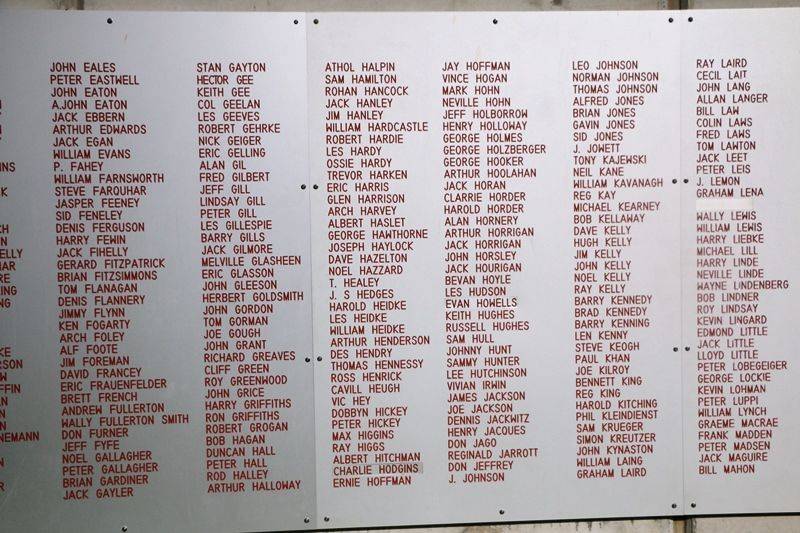 JOHN EALES
PETER EASTWELL
JOHN EATON
A.JOHN EATON
JACK EBBERN
ARTHUR EDWARDS
JACK EGAN
WILLIAM EVANS
P. FAHEY
WILLIAM FARNSWORTH
STEVE FARQUHAR
JASPER FEENEY
SID FENELEY
DENIS FERGUSON
HARRY FEWIN
JACK FIHELLY
GERARD FITZPATRICK
BRIAN FITZSIMMONS
TOM FLANAGAN
DENIS FLANNERY
JIMMY FLYNN
KEN FOGARTY
ARCH FOLEY
ALF FOOTE
JIM FOREMAN
DAVID FRANCEY
ERIC FRAUENFELDER
BRETT FRENCH
ANDREW FULLERTON
WALLY FULLERTON SMITH
DON FURNER
JEFF FYFE
NOEL GALLAGHER
PETER GALLAGHER
BRIAN GARDINER
JACK GAYLER
STAN GAYTON
HECTOR GEE
KEITH GEE
COL GEELAN
LES GEEVES
ROBERT GEHRKE
NICK GEIGER
ERIC GELLING
ALAN GIL
FRED GILBERT
JEFF GILL
LINDSAY GILL
PETER GILL
LES GILLESPIE
BARRY GILLS
JACK GILMORE
MELVILLE GLASHEEN
ERIC GLASSON
JOHN GLEESON
HERBERT GOLDSMITH
JOHN GORDON
TOM GORMAN
JOE GOUGH
JOHN GRANT
RICHARD GREAVES
CLIFF GREEN
ROY GREENWOOD
JOHN GRICE
HARRY GRIFFITHS
RON GRIFFITHS
ROBERT GROGAN
BOB HAGAN
DUNCAN HALL
PETER HALL
ROD HALLEY
ARTHUR HALLOWAY
ATHOL HALPIN
SAM HAMILTON
ROHAN HANCOCK
JACK HANLEY
JIM HANLEY
WILLIAM HARDCASTLE
ROBERT HARDIE
LES HARDY
OSSIE HARDY
TREVOR HARKEN
ERIC HARRIS
GLEN HARRISON
ARCH HARVEY
ALBERT HASLET
GEORGE HAWTHORNE
JOSEPH HAYLOCK
DAVE HAZELTON
NOEL HAZZARD
T. HEALEY
J. S HEDGES
HAROLD HEIDKE
LES HEIDKE
WILLIAM HEIDKE
ARTHUR HENDERSON
DES HENDRY
THOMAS HENNESSY
ROSS HENRICK
CAVILL HEUGH
VIC HEY
DOBBYN HICKEY
PETER HICKEY
MAX HIGGINS
RAY HIGGS
ALBERT HITCHMAN
CHARLIE HODGINS
ERNIE HOFFMAN
JAY HOFFMAN
VINCE HOGAN
MARK HOHN
NEVILLE HOHN
JEFF HOLBORROW
HENRY HOLLOWAY
GEORGE HOLMES
GEORGE HOLZBERGER
GEORGE HOOKER
ARTHUR HOOLAHAN
JACK HORAN
CLARRIE HORDER
HAROLD HORDER
ALAN HORNERY
ARTHUR HORRIGAN
JACK HORRIGAN
JOHN HORSLEY
JACK HOURIGAN
BEVAN HOYLE
LES HUDSON
EVAN HOWELLS
KEITH HUGHES
RUSSELL HUGHES
SAM HULL
JOHNNY HUNT
SAMMY HUNTER
LEE HUTCHINSON
VIVIAN IRWIN
JAMES JACKSON
JOE JACKSON
DENNIS JACKWITZ
HENRY JACQUES
DON JAGO
REGINALD JARROTT
DON JEFFREY
J. JOHNSON
LEO JOHNSON
NORMAN JOHNSON
THOMAS JOHNSON
ALFRED JONES
BRIAN JONES
GAVIN JONES
SID JONES
J. JOWETT
TONY KAJEWSKI
NEIL KANE
WILLIAM KAVANAGH
REG KAY
MICHAEL KEARNEY
BOB KELLAWAY
DAVE KELLY
HUGH KELLY
JIM KELLY
JOHN KELLY
NOEL KELLY
RAY KELLY
BARRY KENNEDY
BRAD KENNEDY
BARRY KENNING
LEN KENNY
STEVE KEOGH
PAUL KHAN
JOE KILROY
BENNETT KING
REG KING
HAROLD KITCHING
PHIL KLEINDIENST
SAM KRUEGER
SIMON KREUTZER
JOHN KYNASTON
WILLIAM LAING
GRAHAM LAIRD
RAY LAIRD
CECIL LAIT
JOHN LANG
ALLAN LANGER
BILL LAW
COLIN LAWS
FRED LAWS
TOM LAWTON
JACK LEET
PETER LEIS
J. LEMON
GRAHAM LENA
WALLY LEWIS
WILLIAM LEWIS
HARRY LIEBKE
MICHAEL LILL
HARRY LINDE
NEVILLE LINDE
WAYNE LINDENBERG
BOB LINDNER
ROY LINDSAY
KEVIN LINGARD
EDMOND LITTLE
JACK LITTLE
LLOYD LITTLE
PETER LOBEGEIGER
GEORGE LOCKIE
KEVIN LOHMAN
PETER LUPPI
WILLIAM LYNCH
GRAEME MACRAE
FRANK MADDEN
PETER MADSEN
JACK MAGUIRE
BILL MAHON